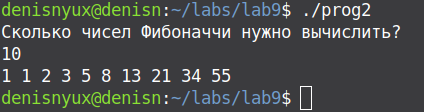 denisnyux@denisn:~/labs/lab9$ ./prog2
Сколько чисел Фибоначчи нужно вычислить?
10
1 1 2 3 5 8 13 21 34 55
denisnyux@denisn:~/labs/lab9$